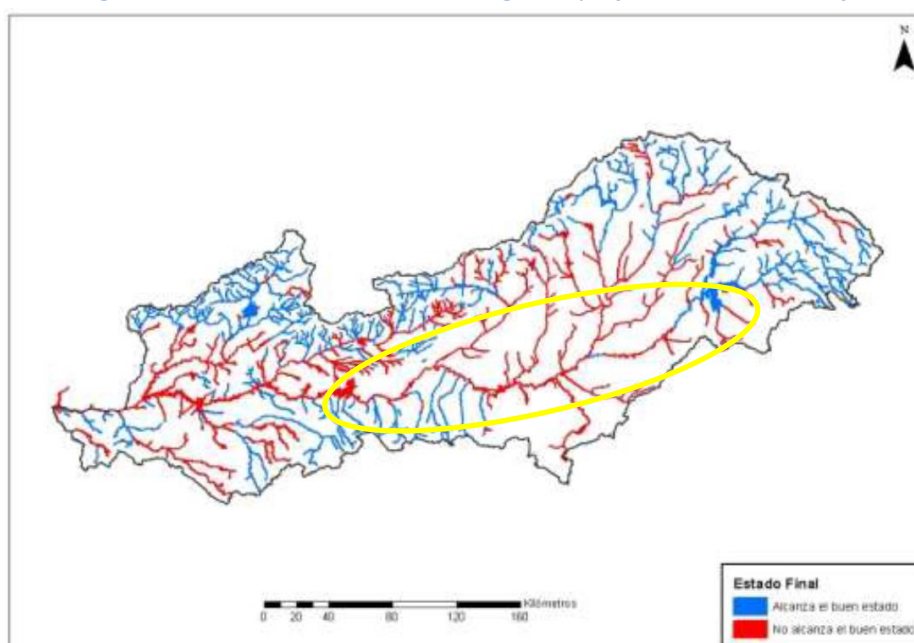 N
0 20 40 80 120 160 Kilómetros
Estado Final
Alcanza el buen estado
No alcanza el buen estado